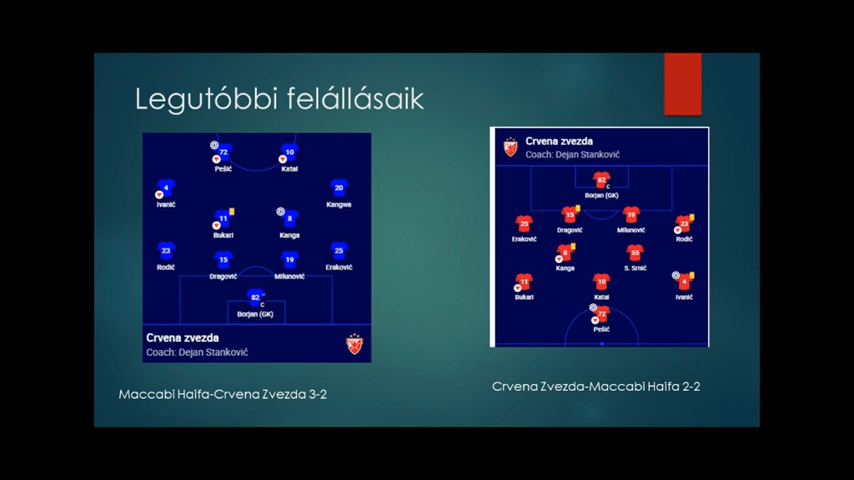 Legutóbbi felállásaik
72
Pešić
10
Katai
4
Ivanić
20
Kangwa
11
Bukari
8
Kanga
23
Rodić
15
Dragović
19
Milunović
25
Eraković
82
C
Borjan (GK)
Crvena zvezda
Coach: Dejan Stanković
Maccabi Haifa-Crvena Zvezda 3-2
Crvena zvezda
Coach: Dejan Stanković
82
C
Borjan (GK)
25
Eraković
15
Dragović
19
Milunović
23
Rodić
8
Kanga
55
S. Srnić
11
Bukari
10
Katai
4
Ivanić
72
Pešić
Crvena Zvezda-Maccabi Haifa 2-2